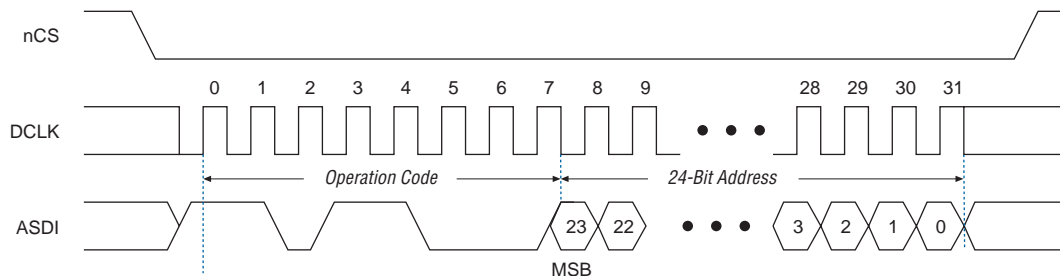 nCS
0 1 2 3 4 5 6 7 8 9 28 29 30 31
DCLK
Operation Code 24-Bit Address
ASDI 23 22 3 2 1 0
MSB